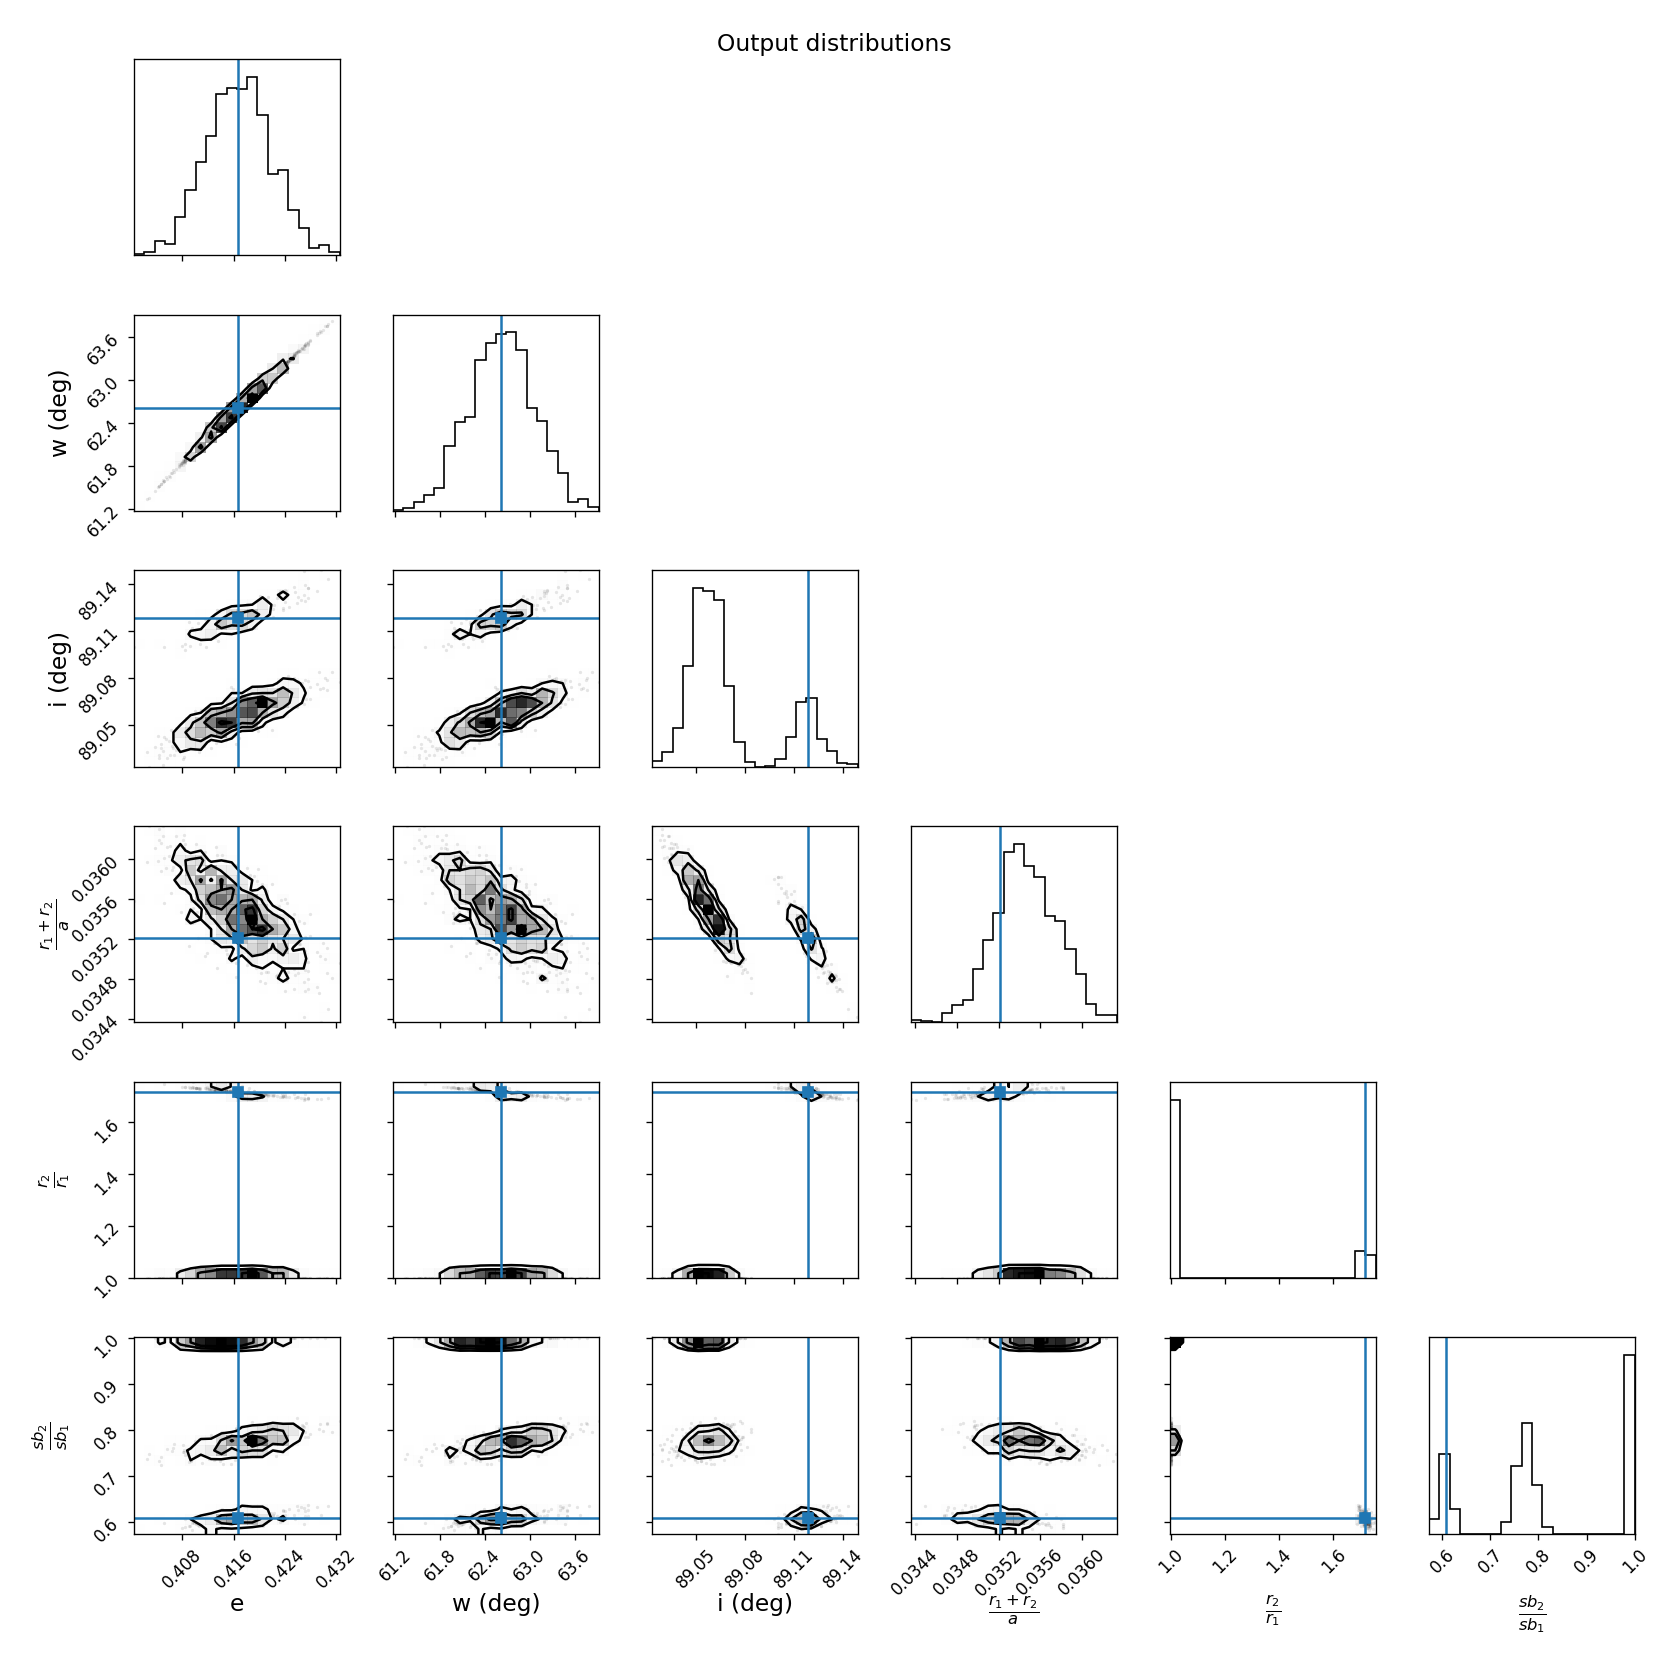 Output distributions
w (deg)
63.6
63.0
62.4
61.8
61.2
i (deg)
89.14
89.11
89.08
89.05
r₁ + r₂
a
0.0360
0.0356
0.0352
0.0348
0.0344
r₂
r₁
1.6
1.4
1.2
1.0
sb₂
sb₁
1.0
0.9
0.8
0.7
0.6
0.408 0.416 0.424 0.432 61.2 61.8 62.4 63.0 63.6 89.05 89.08 89.11 89.14 0.0344 0.0348 0.0352 0.0356 0.0360 1.0 1.2 1.4 1.6 0.6 0.7 0.8 0.9 1.0
e w (deg) i (deg)
r₁ + r₂
a
r₂
r₁
sb₂
sb₁